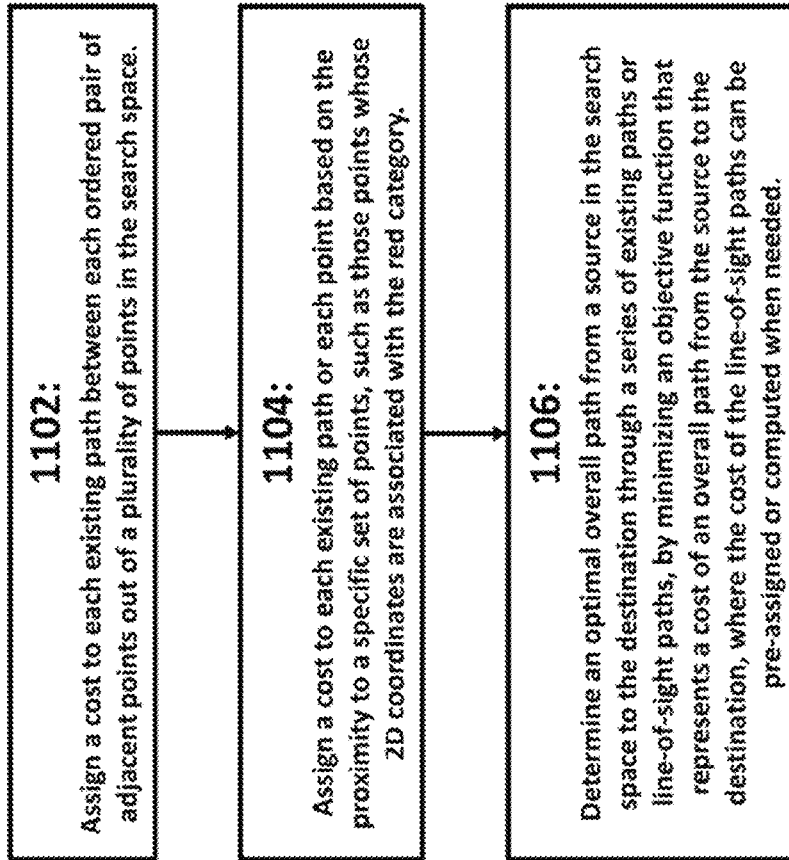 1102:
Assign a cost to each existing path between each ordered pair of
adjacent points out of a plurality of points in the search space.
1104:
Assign a cost to each existing path or each point based on the
proximity to a specific set of points, such as those points whose
2D coordinates are associated with the red category.
1106:
Determine an optimal overall path from a source in the search
space to the destination through a series of existing paths or
line-of-sight paths, by minimizing an objective function that
represents a cost of an overall path from the source to the
destination, where the cost of the line-of-sight paths can be
pre-assigned or computed when needed.